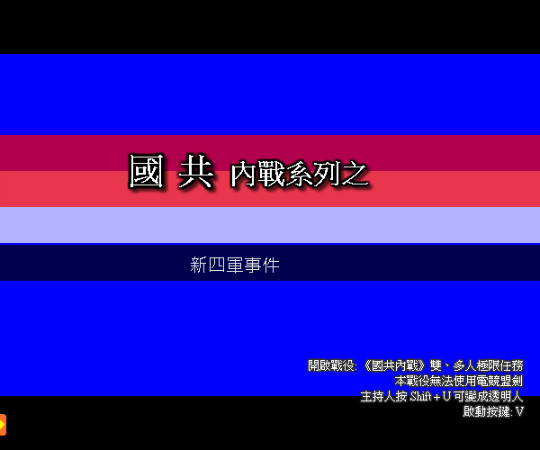 國共 內戰系列之
新四軍事件
開啟戰役:《國共內戰》雙、多人極限任務
本戰役無法使用電競盟劍
主持人按 Shift + U 可變成透明人
啟動按鍵: V